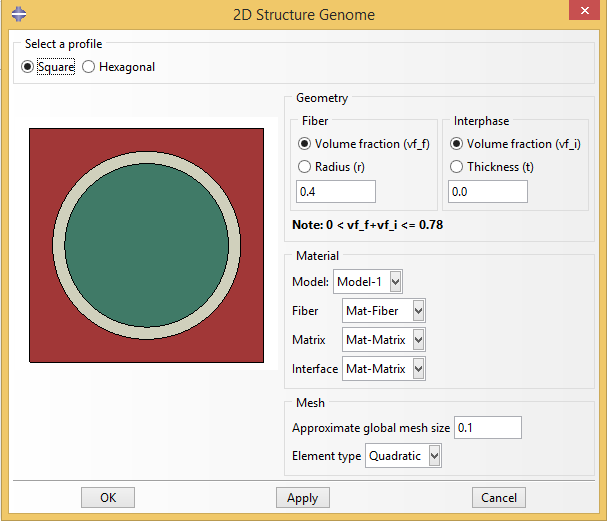 2D Structure Genome
Select a profile
Square Hexagonal
Geometry
Fiber
Volume fraction (vf_f)
Radius (r)
0.4
Interphase
Volume fraction (vf_i)
Thickness (t)
0.0
Note: 0 < vf_f+vf_i <= 0.78
Material
Model: Model-1
Fiber Mat-Fiber
Matrix Mat-Matrix
Interface Mat-Matrix
Mesh
Approximate global mesh size 0.1
Element type Quadratic
OK Apply Cancel